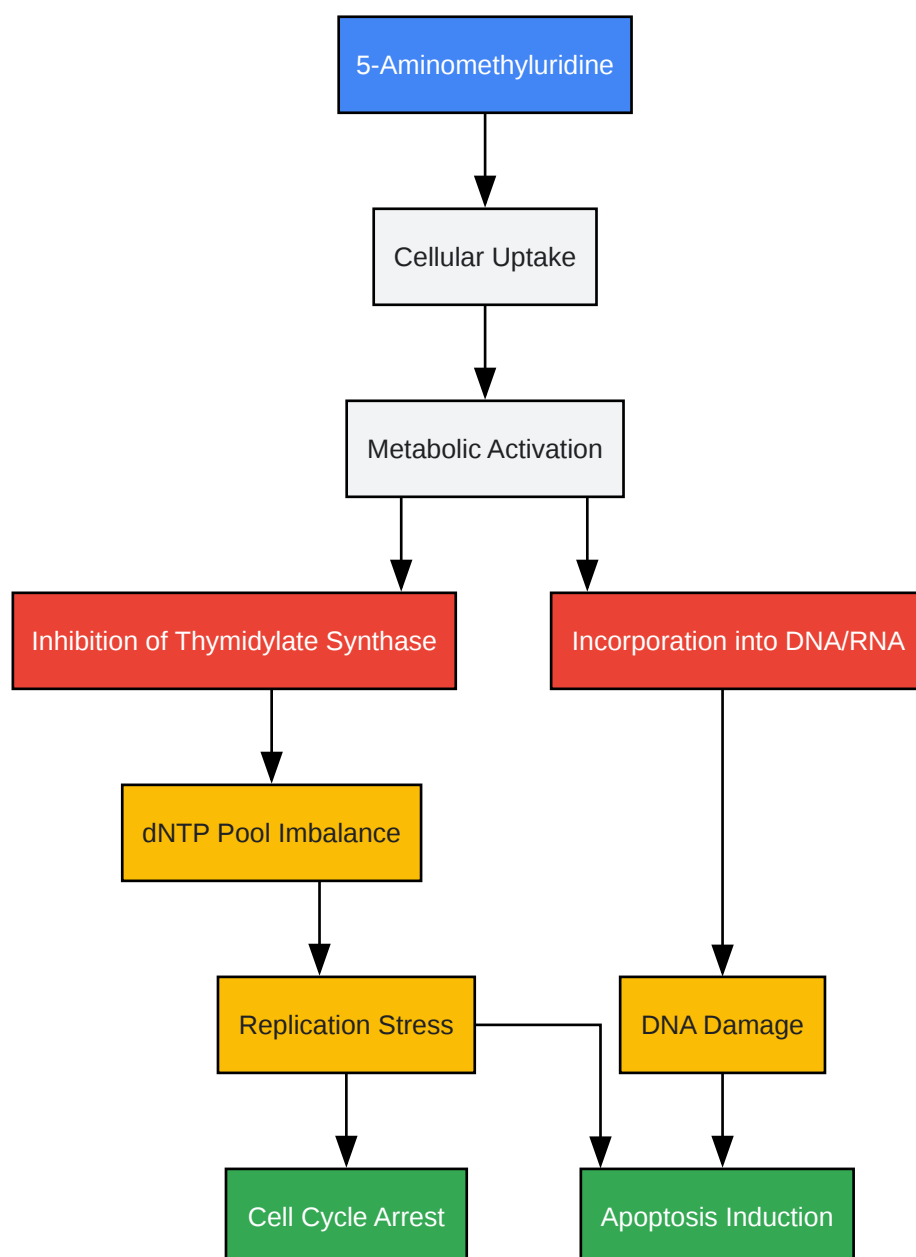 5-Aminomethyluridine
Cellular Uptake
Metabolic Activation
Inhibition of Thymidylate Synthase
Incorporation into DNA/RNA
dNTP Pool Imbalance
Replication Stress
DNA Damage
Cell Cycle Arrest
Apoptosis Induction